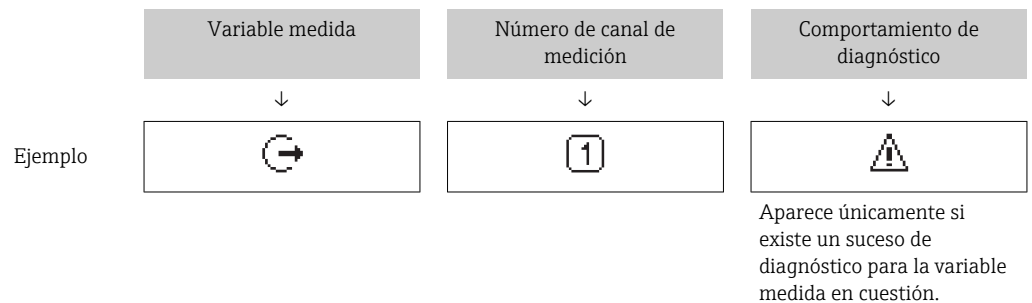 Variable medida
Número de canal de
medición
Comportamiento de
diagnóstico
↓
↓
↓
Ejemplo
1
Aparece únicamente si
existe un suceso de
diagnóstico para la variable
medida en cuestión.